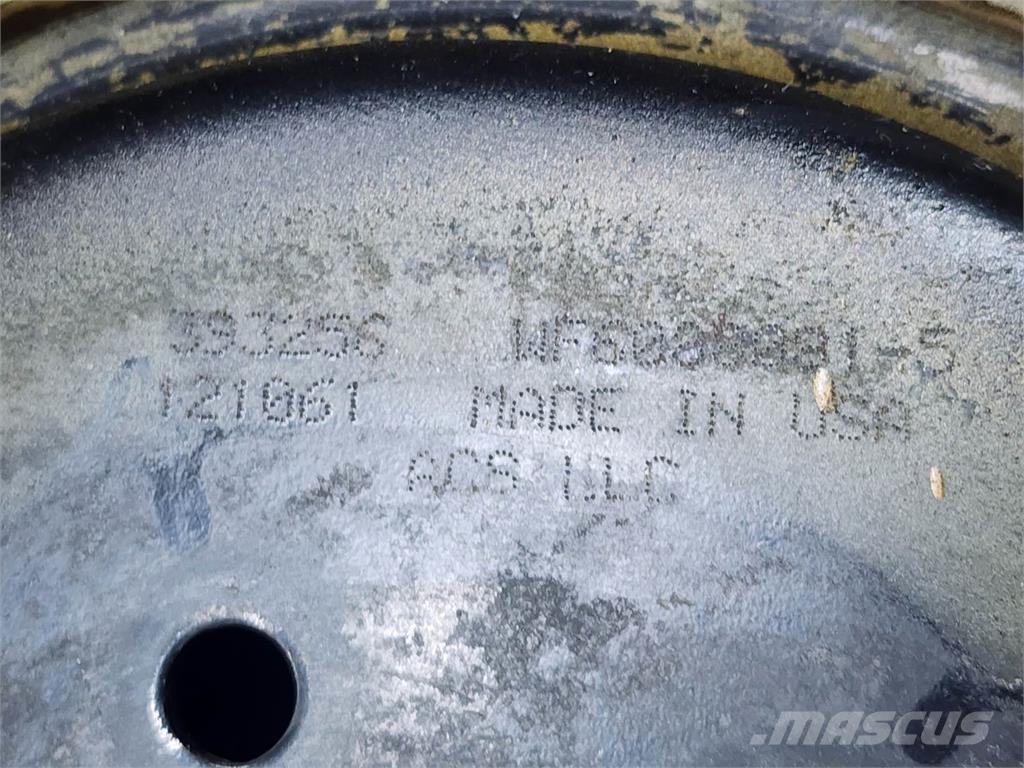 393256
121061 MADE IN USA
ACS LLC
MASCUS